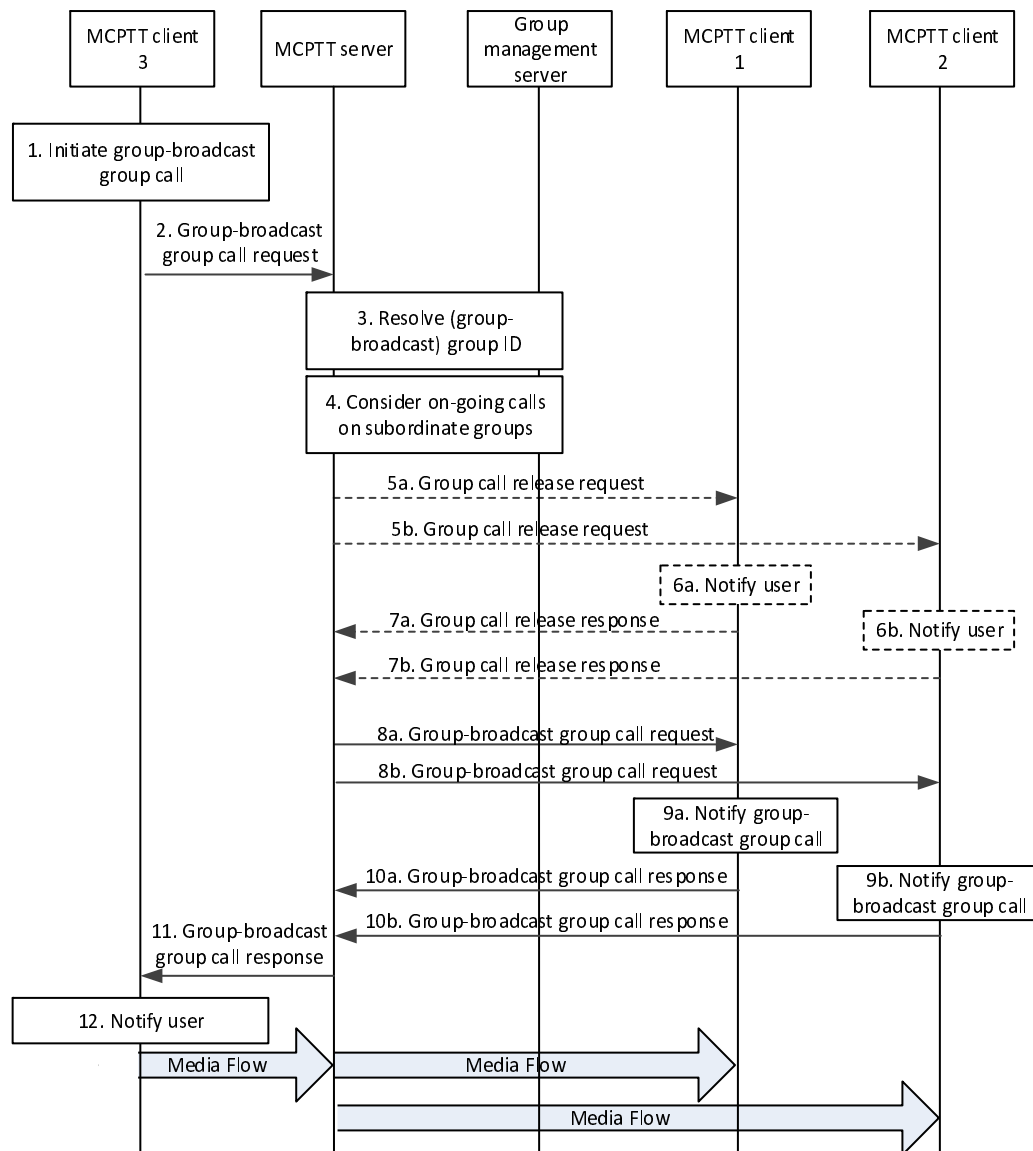 MCPTT client
3
MCPTT server
Group
management
server
MCPTT client
1
MCPTT client
2
1. Initiate group-broadcast
group call
2. Group-broadcast
group call request
3. Resolve (group-
broadcast) group ID
4. Consider on-going calls
on subordinate groups
5a. Group call release request
5b. Group call release request
6a. Notify user
7a. Group call release response
6b. Notify user
7b. Group call release response
8a. Group-broadcast group call request
8b. Group-broadcast group call request
9a. Notify group-
broadcast group call
10a. Group-broadcast group call response
9b. Notify group-
broadcast group call
10b. Group-broadcast group call response
11. Group-broadcast
group call response
12. Notify user
Media Flow
Media Flow
Media Flow